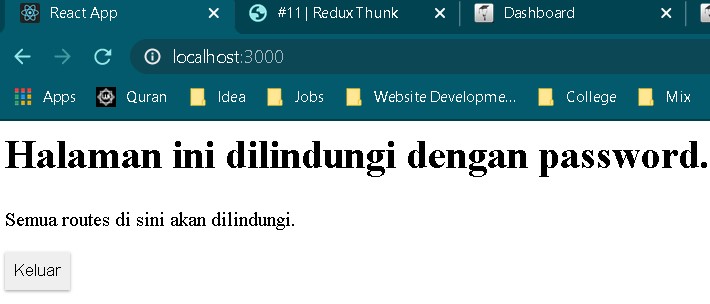 React App
#11 | Redux Thunk
Dashboard
localhost:3000
Apps
Quran
Idea
Jobs
Website Developme...
College
Mix
Halaman ini dilindungi dengan password.
Semua routes di sini akan dilindungi.
Keluar